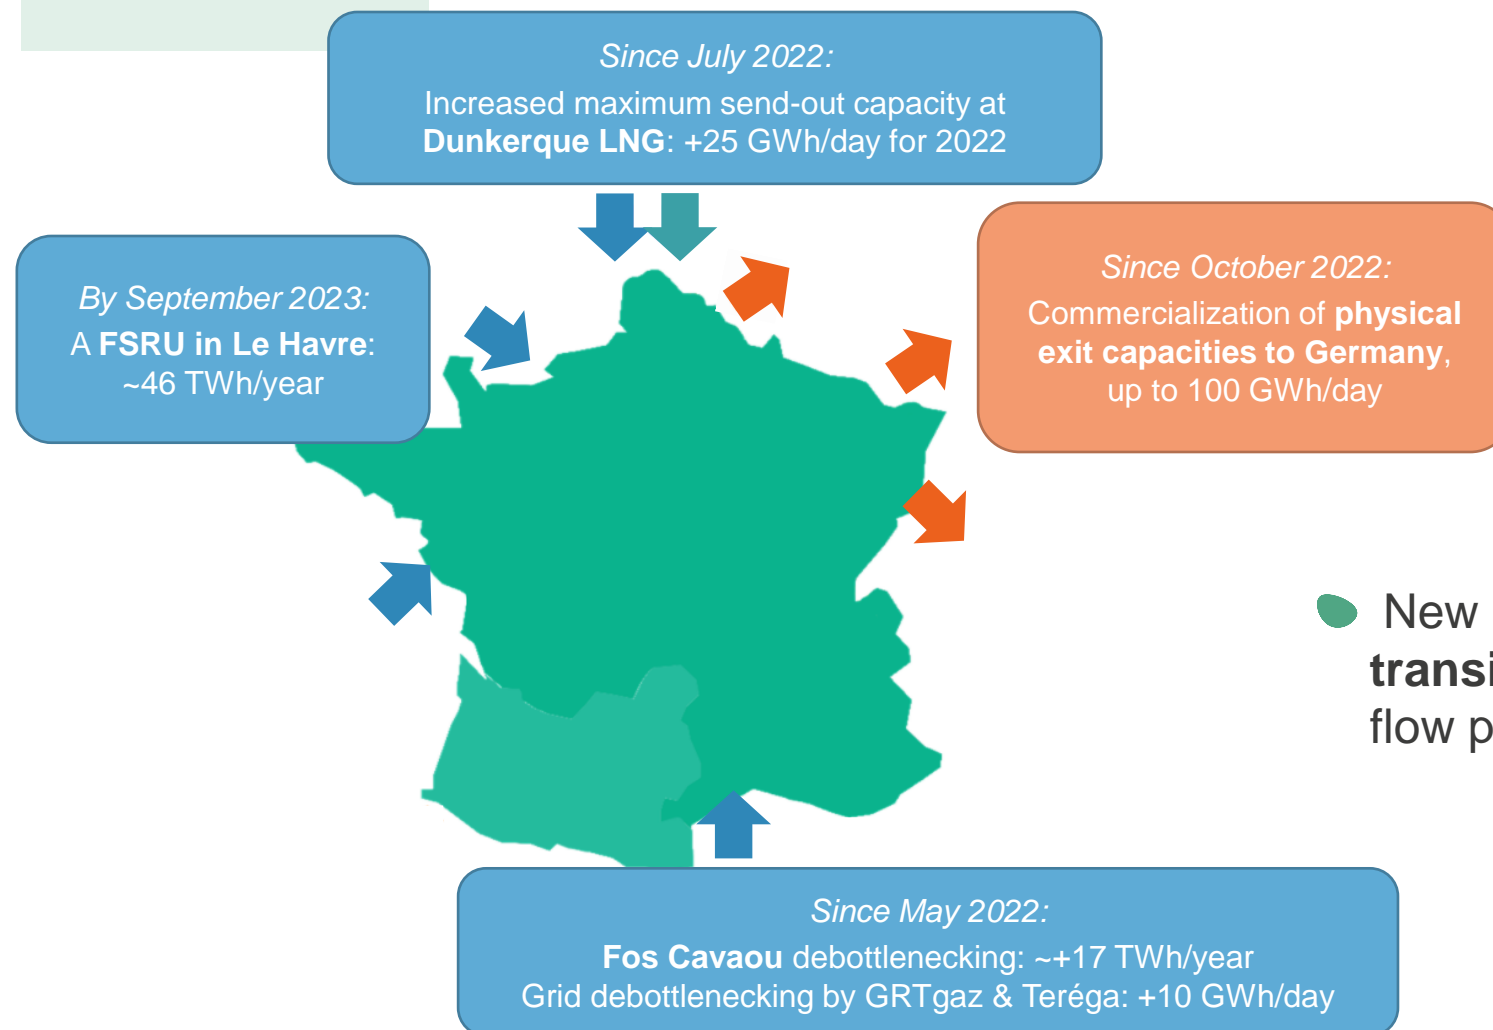 Since July 2022:
Increased maximum send-out capacity at
Dunkerque LNG: +25 GWh/day for 2022
By September 2023:
A FSRU in Le Havre:
~46 TWh/year
Since October 2022:
Commercialization of physical
exit capacities to Germany,
up to 100 GWh/day
New
transi
flow p
Since May 2022:
Fos Cavaou debottlenecking: ~+17 TWh/year
Grid debottlenecking by GRTgaz & Teréga: +10 GWh/day